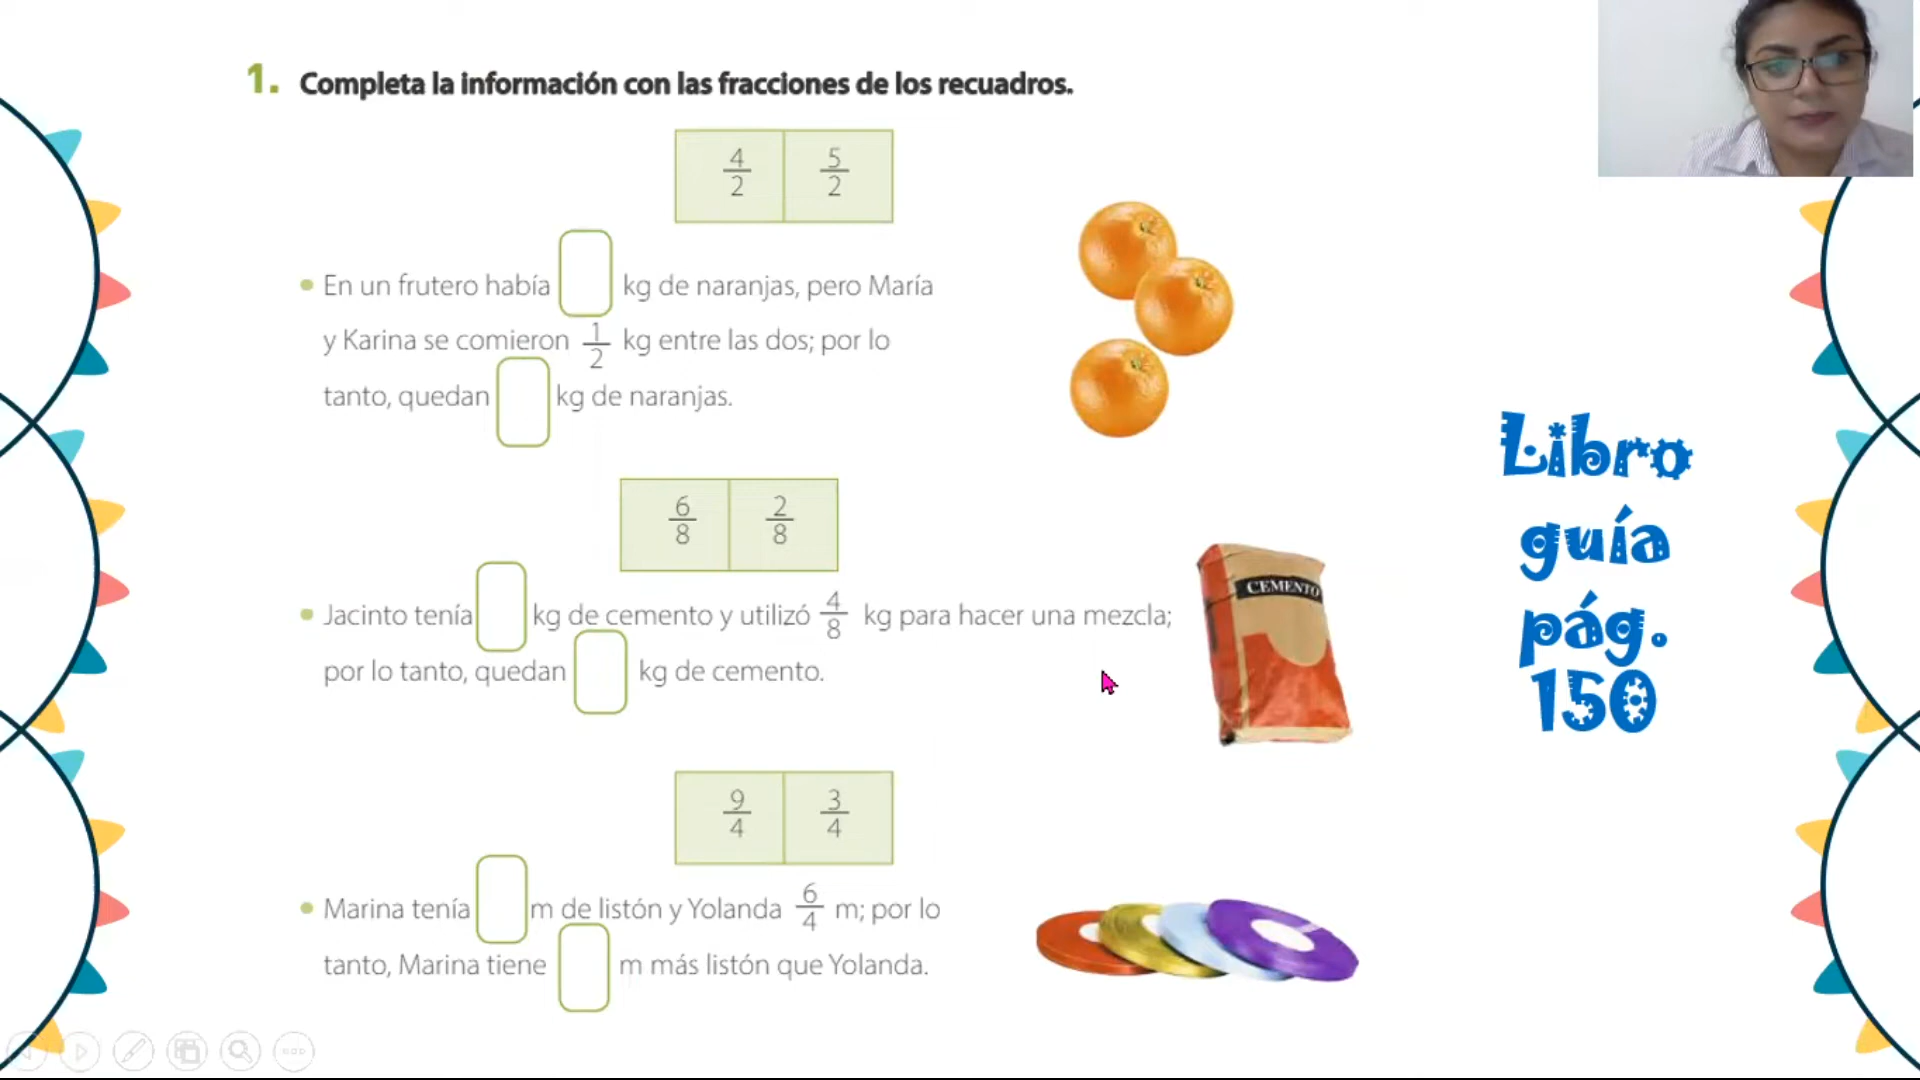 1. Completa la información con las fracciones de los recuadros.
4/2 5/2
• En un frutero había kg de naranjas, pero María
y Karina se comieron 1/2 kg entre las dos; por lo
tanto, quedan kg de naranjas.
6/8 2/8
• Jacinto tenía kg de cemento y utilizó 4/8 kg para hacer una mezcla;
por lo tanto, quedan kg de cemento.
CEMENTO
9/4 3/4
• Marina tenía m de listón y Yolanda 6/4 m; por lo
tanto, Marina tiene m más listón que Yolanda.
Libro
guía
pág.
150